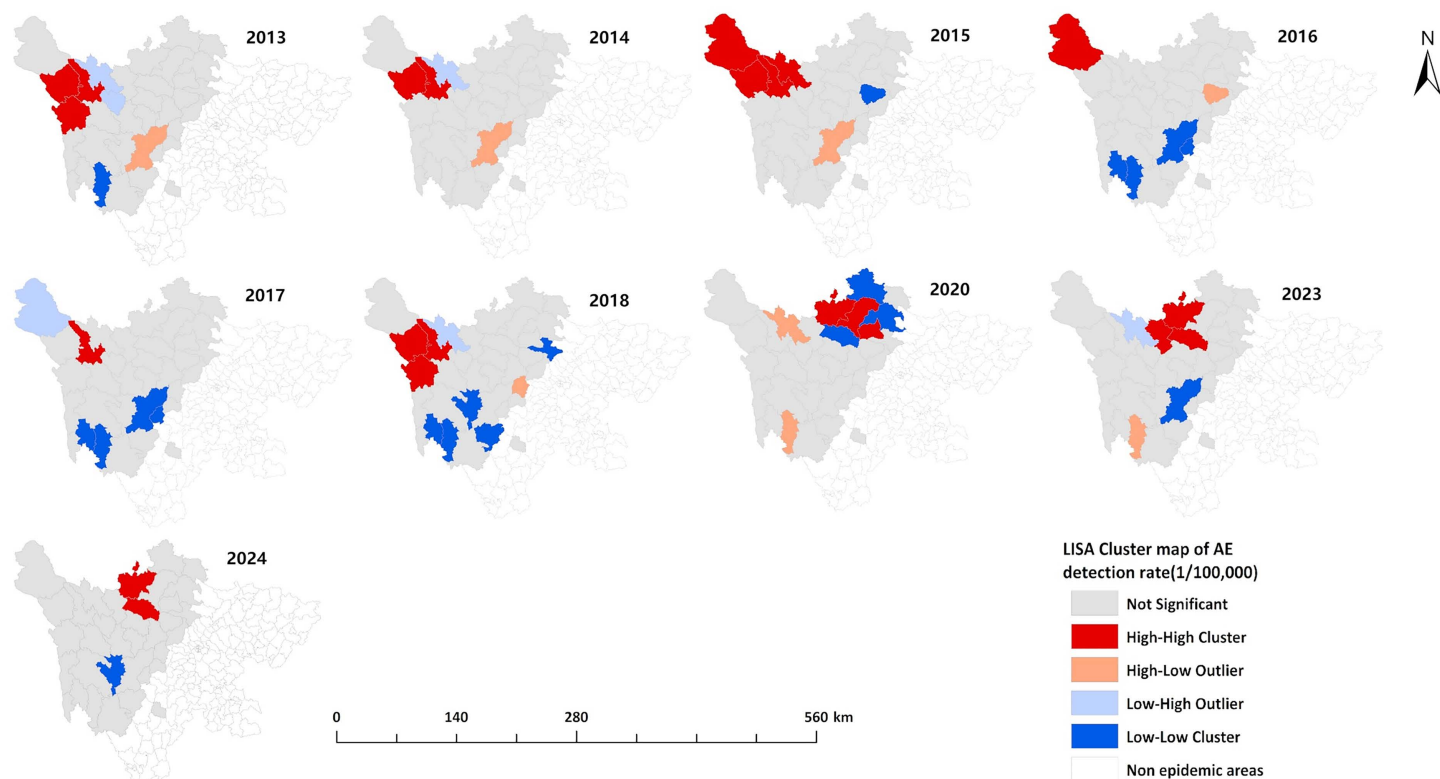 2013
2014
2015
2016
N
2017
2018
2020
2023
2024
LISA Cluster map of AE
detection rate(1/100,000)
Not Significant
High-High Cluster
High-Low Outlier
Low-High Outlier
Low-Low Cluster
Non epidemic areas
0 140 280 560 km